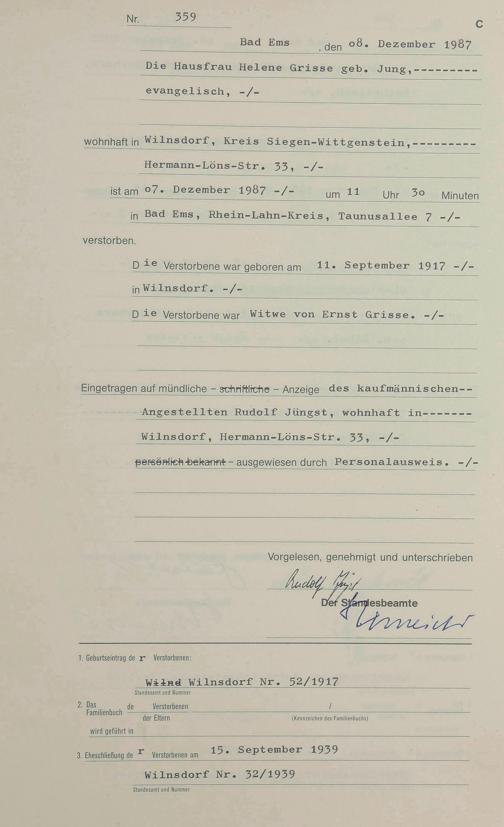 Nr. 359
C
Bad Ems, den 08. Dezember 1987
Die Hausfrau Helene Grisse geb. Jung,---------
evangelisch, -/-
wohnhaft in Wilnsdorf, Kreis Siegen-Wittgenstein,---------
Hermann-Löns-Str. 33, -/-
ist am 07. Dezember 1987 -/- um 11 Uhr 30 Minuten
in Bad Ems, Rhein-Lahn-Kreis, Taunusallee 7 -/-
verstorben.
Die Verstorbene war geboren am 11. September 1917 -/-
in Wilnsdorf. -/-
Die Verstorbene war Witwe von Ernst Grisse. -/-
Eingetragen auf mündliche – schriftliche – Anzeige des kaufmännischen--
Angestellten Rudolf Jüngst, wohnhaft in-------
Wilnsdorf, Hermann-Löns-Str. 33, -/-
persönlich bekannt – ausgewiesen durch Personalausweis. -/-
Vorgelesen, genehmigt und unterschrieben
Rudolf Jüngst
Der Standesbeamte
1. Geburtseintrag der Verstorbenen:
Wilnd Wilnsdorf Nr. 52/1917
Standesamt und Nummer
2. Das Familienbuch de Verstorbenen /
der Eltern (Kennzeichen des Familienbuchs)
wird geführt in
3. Eheschließung der Verstorbenen am 15. September 1939
Wilnsdorf Nr. 32/1939
Standesamt und Nummer